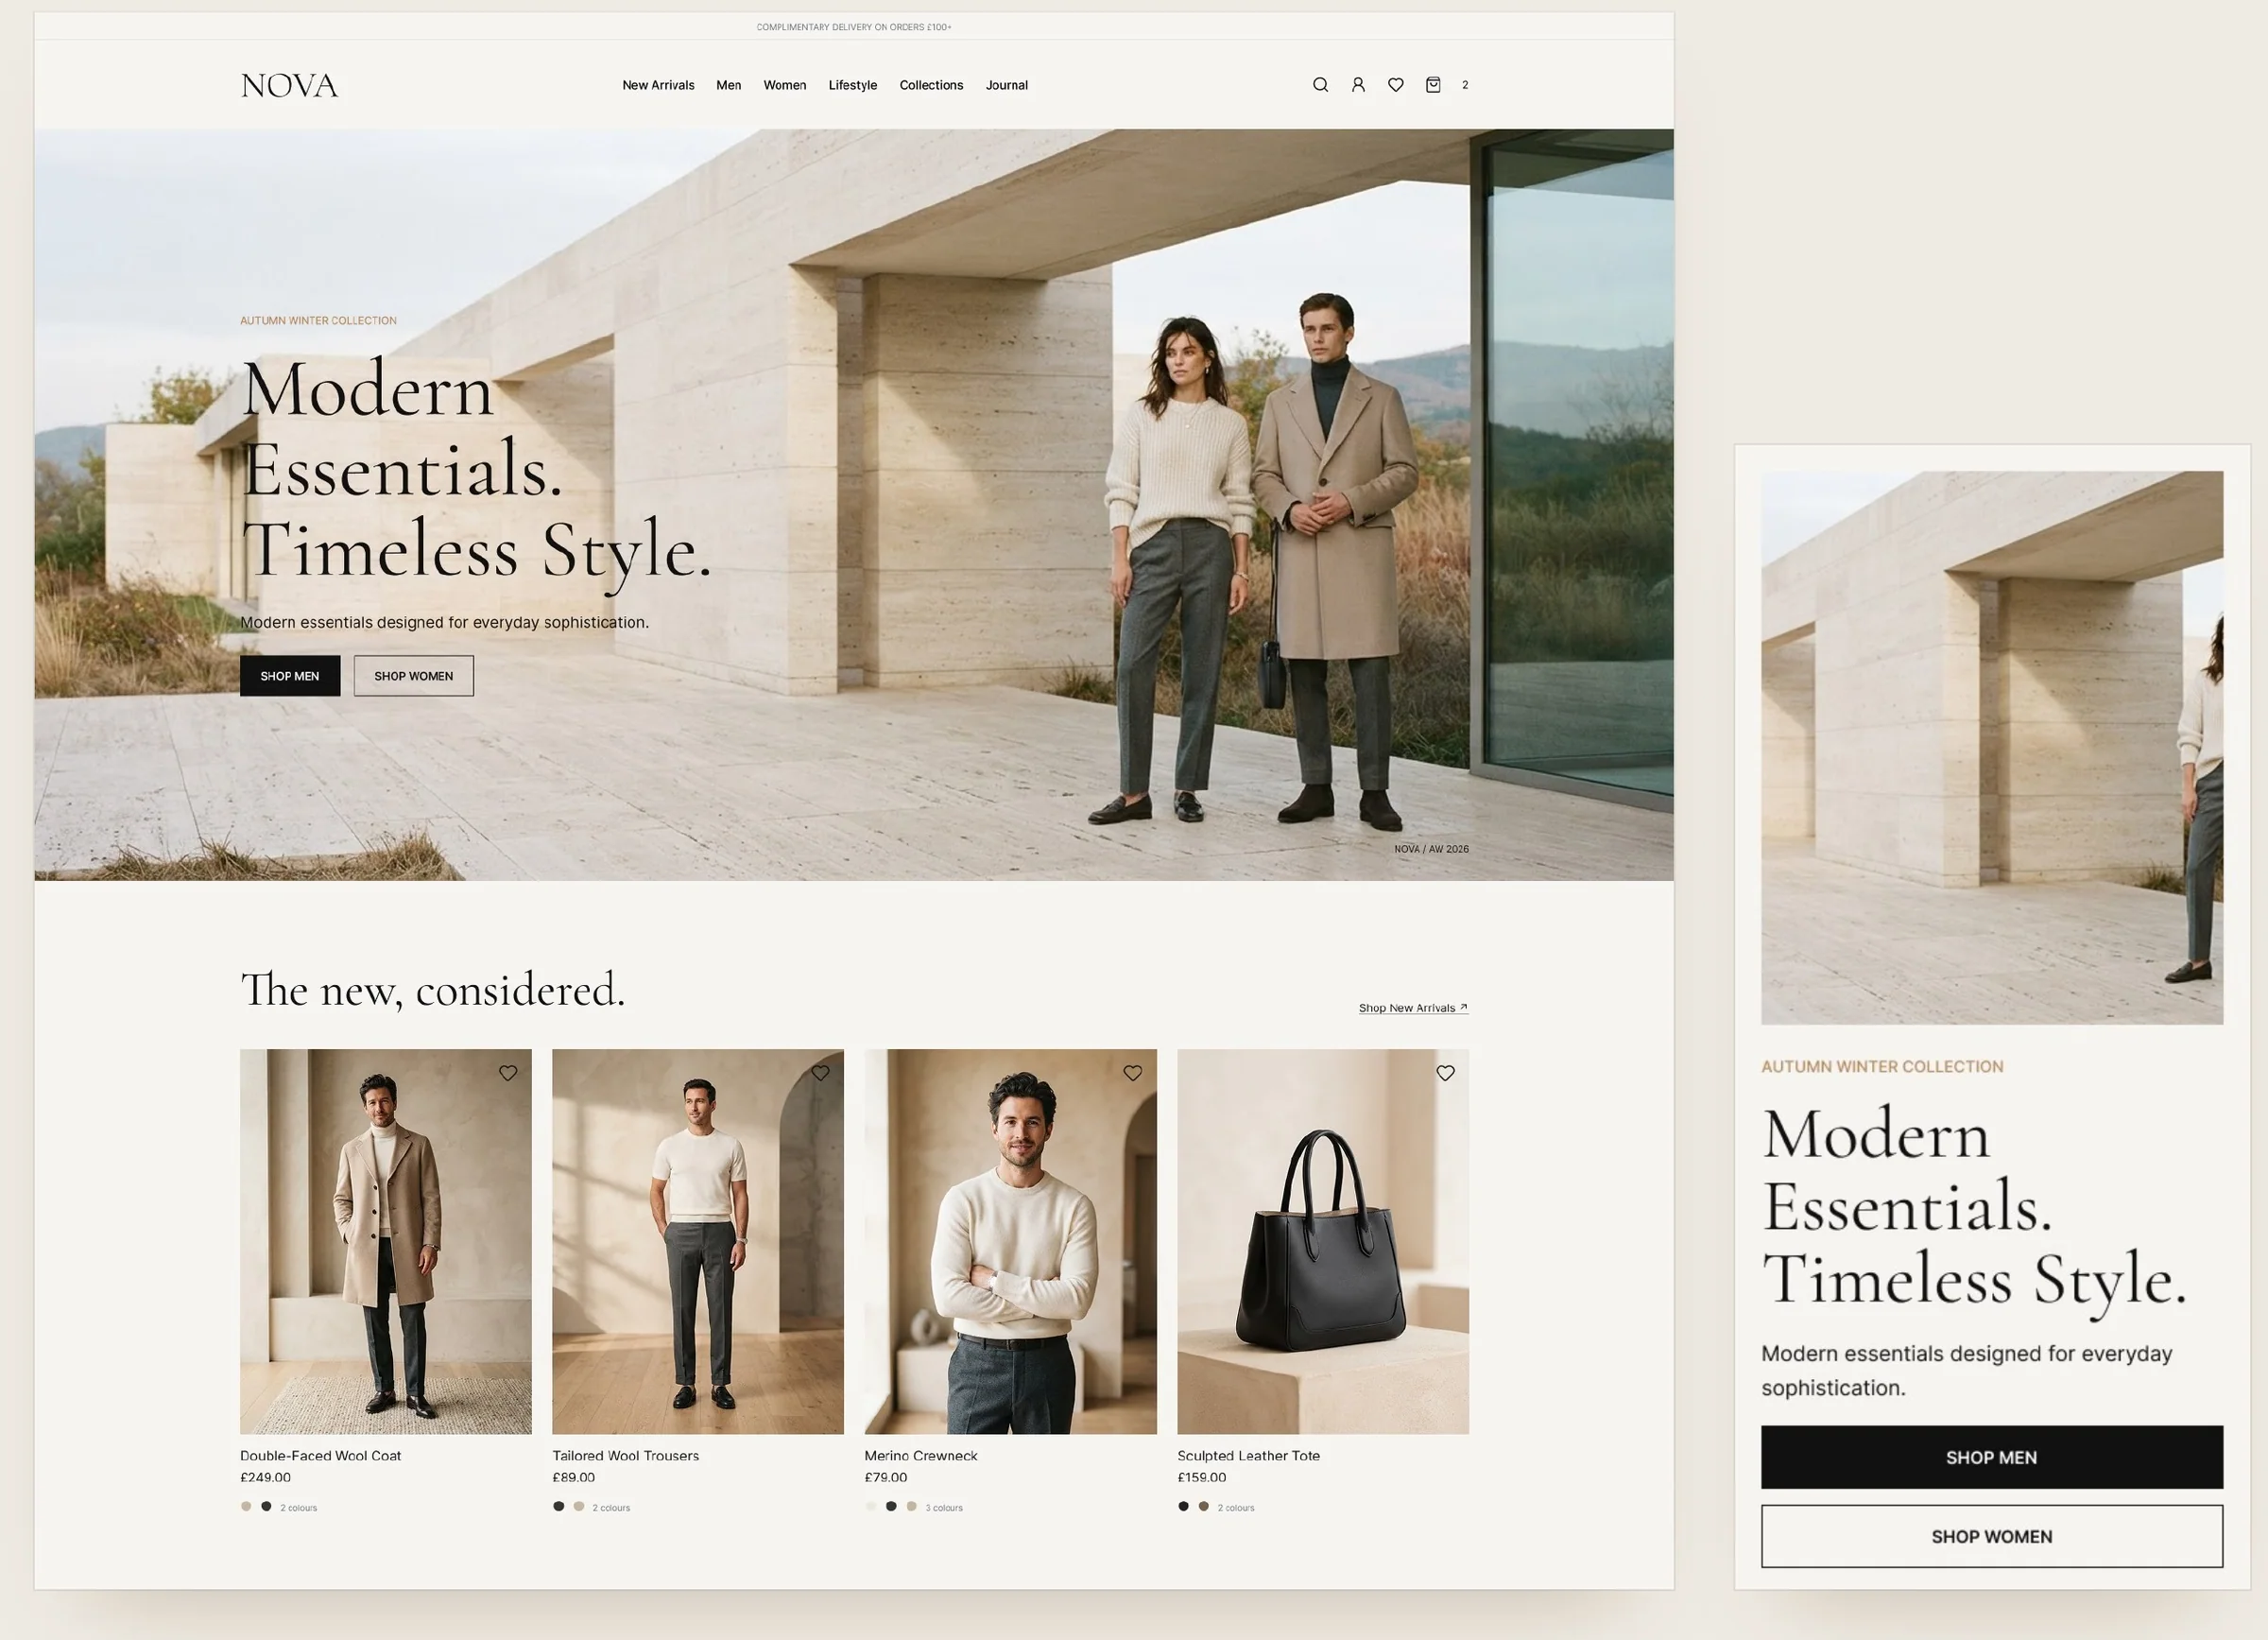 COMPLIMENTARY DELIVERY ON ORDERS £100+
NOVA
New Arrivals Men Women Lifestyle Collections Journal
2
AUTUMN WINTER COLLECTION
Modern
Essentials.
Timeless Style.
Modern essentials designed for everyday sophistication.
SHOP MEN SHOP WOMEN
NOVA / AW 2026
The new, considered.
Shop New Arrivals ↗
Double-Faced Wool Coat
£249.00
2 colours
Tailored Wool Trousers
£89.00
2 colours
Merino Crewneck
£79.00
3 colours
Sculpted Leather Tote
£159.00
2 colours
AUTUMN WINTER COLLECTION
Modern
Essentials.
Timeless Style.
Modern essentials designed for everyday
sophistication.
SHOP MEN
SHOP WOMEN